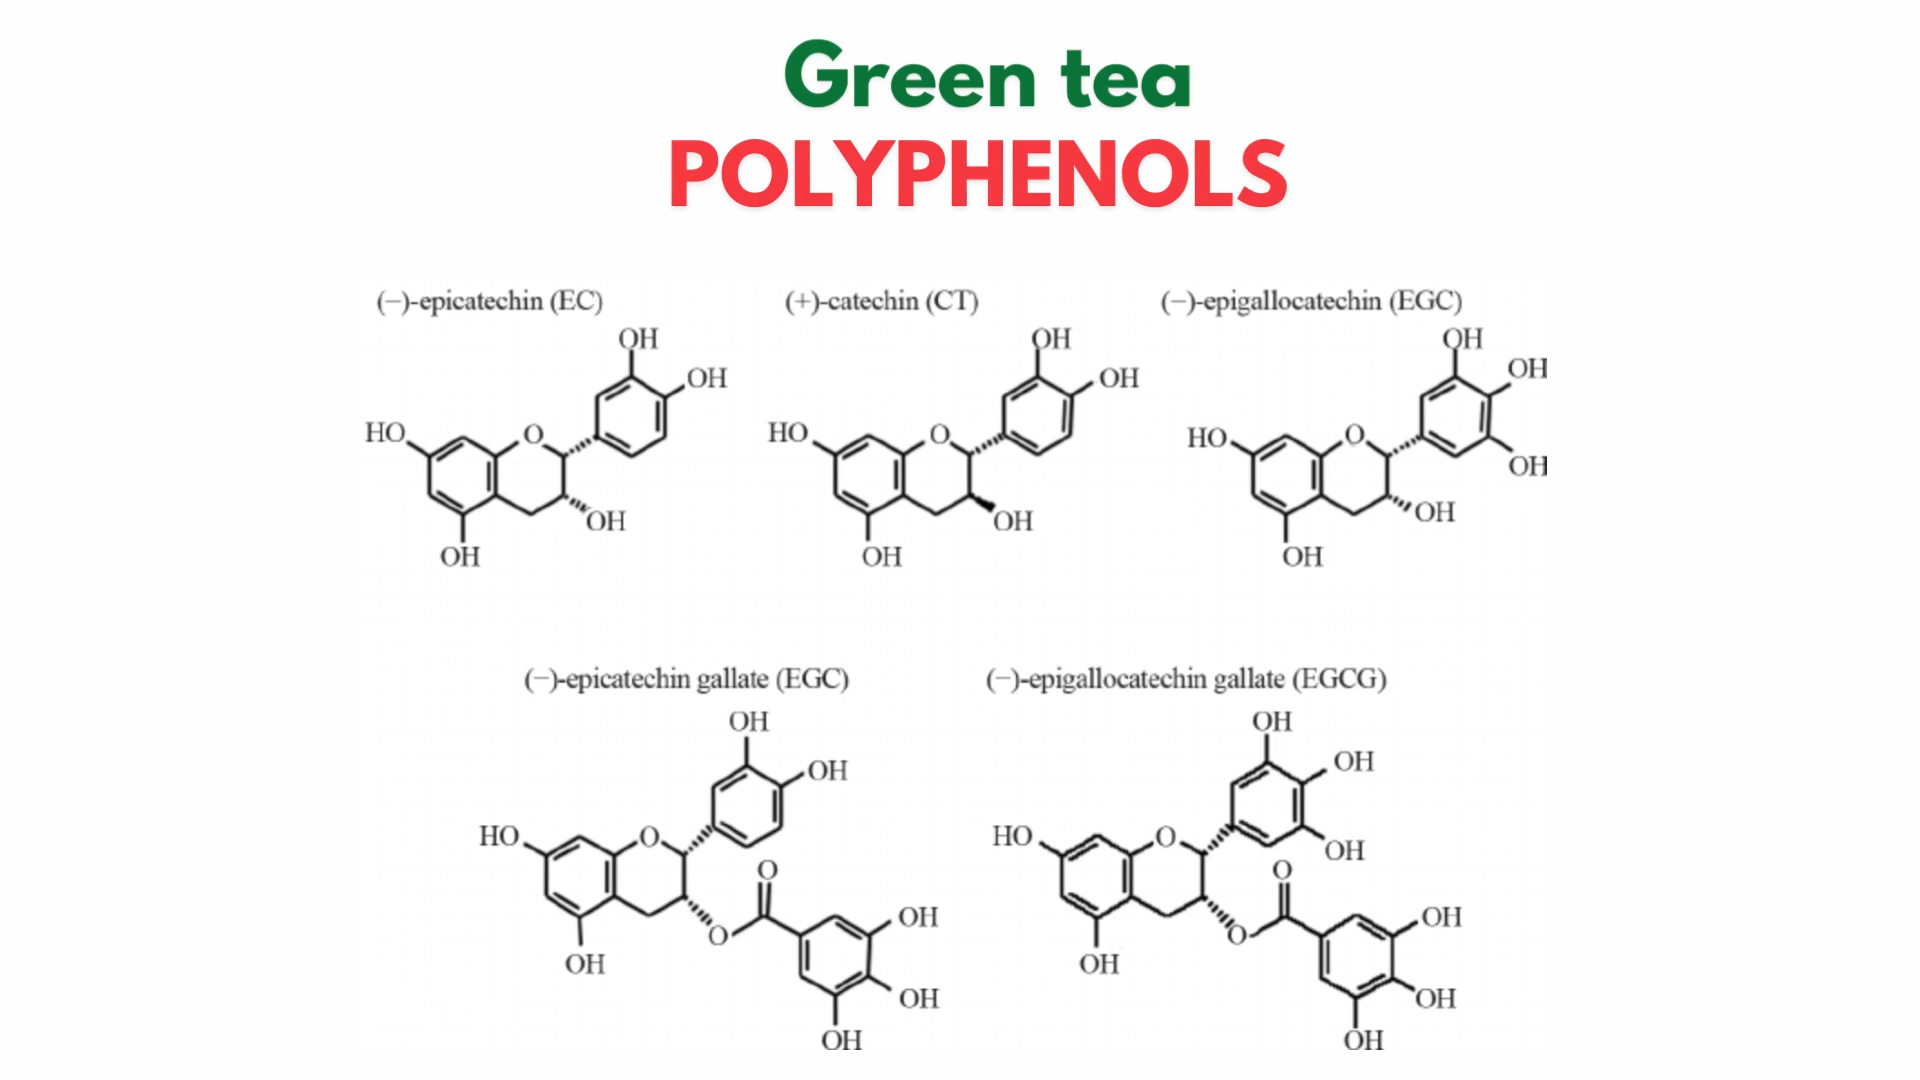 Green tea
POLYPHENOLS
(−)-epicatechin (EC)
(+)-catechin (CT)
(−)-epigallocatechin (EGC)
OH
OH
HO
O
OH
OH
OH
OH
HO
O
OH
OH
OH
OH
HO
O
OH
OH
OH
(−)-epicatechin gallate (EGC)
(−)-epigallocatechin gallate (EGCG)
OH
OH
HO
O
O
OH
O
OH
OH
OH
OH
OH
HO
O
OH
O
OH
O
OH
OH
OH